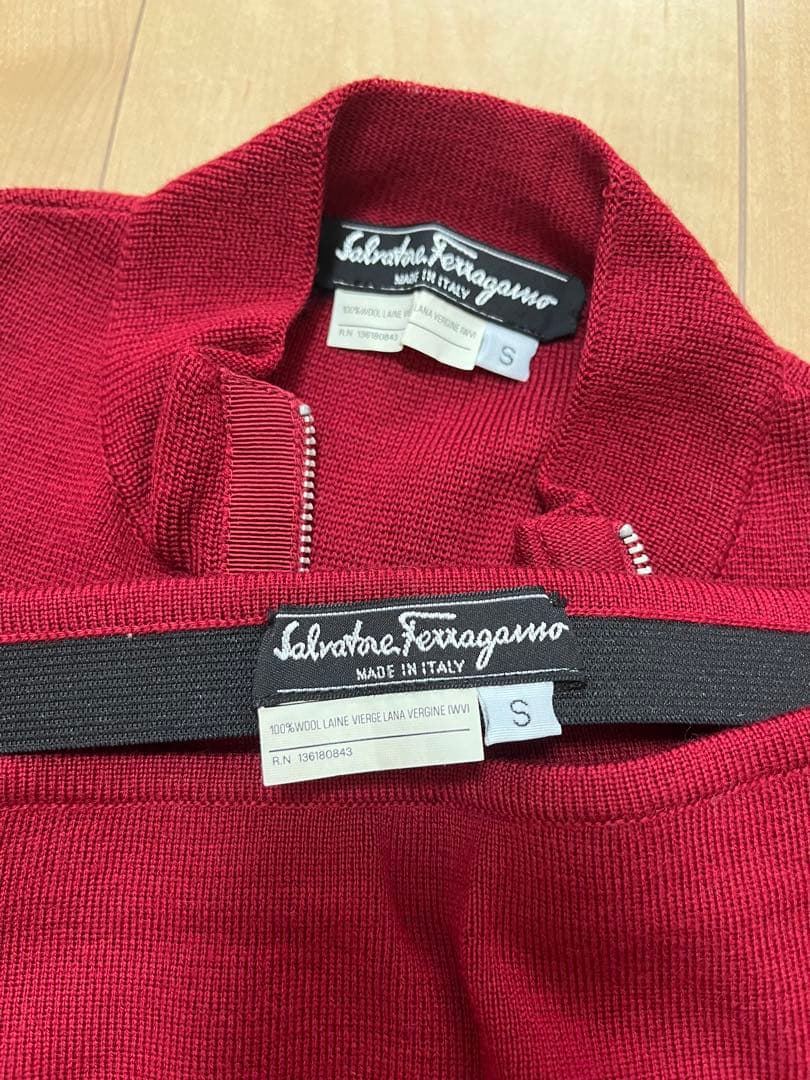 Salvatore Ferragamo
MADE IN ITALY
100%WOOL LAINE V LANA VERGINE (WV)
R.N 136180843
S
Salvatore Ferragamo
MADE IN ITALY
100%WOOL LAINE VIERGE LANA VERGINE (WV)
S
R.N 136180843